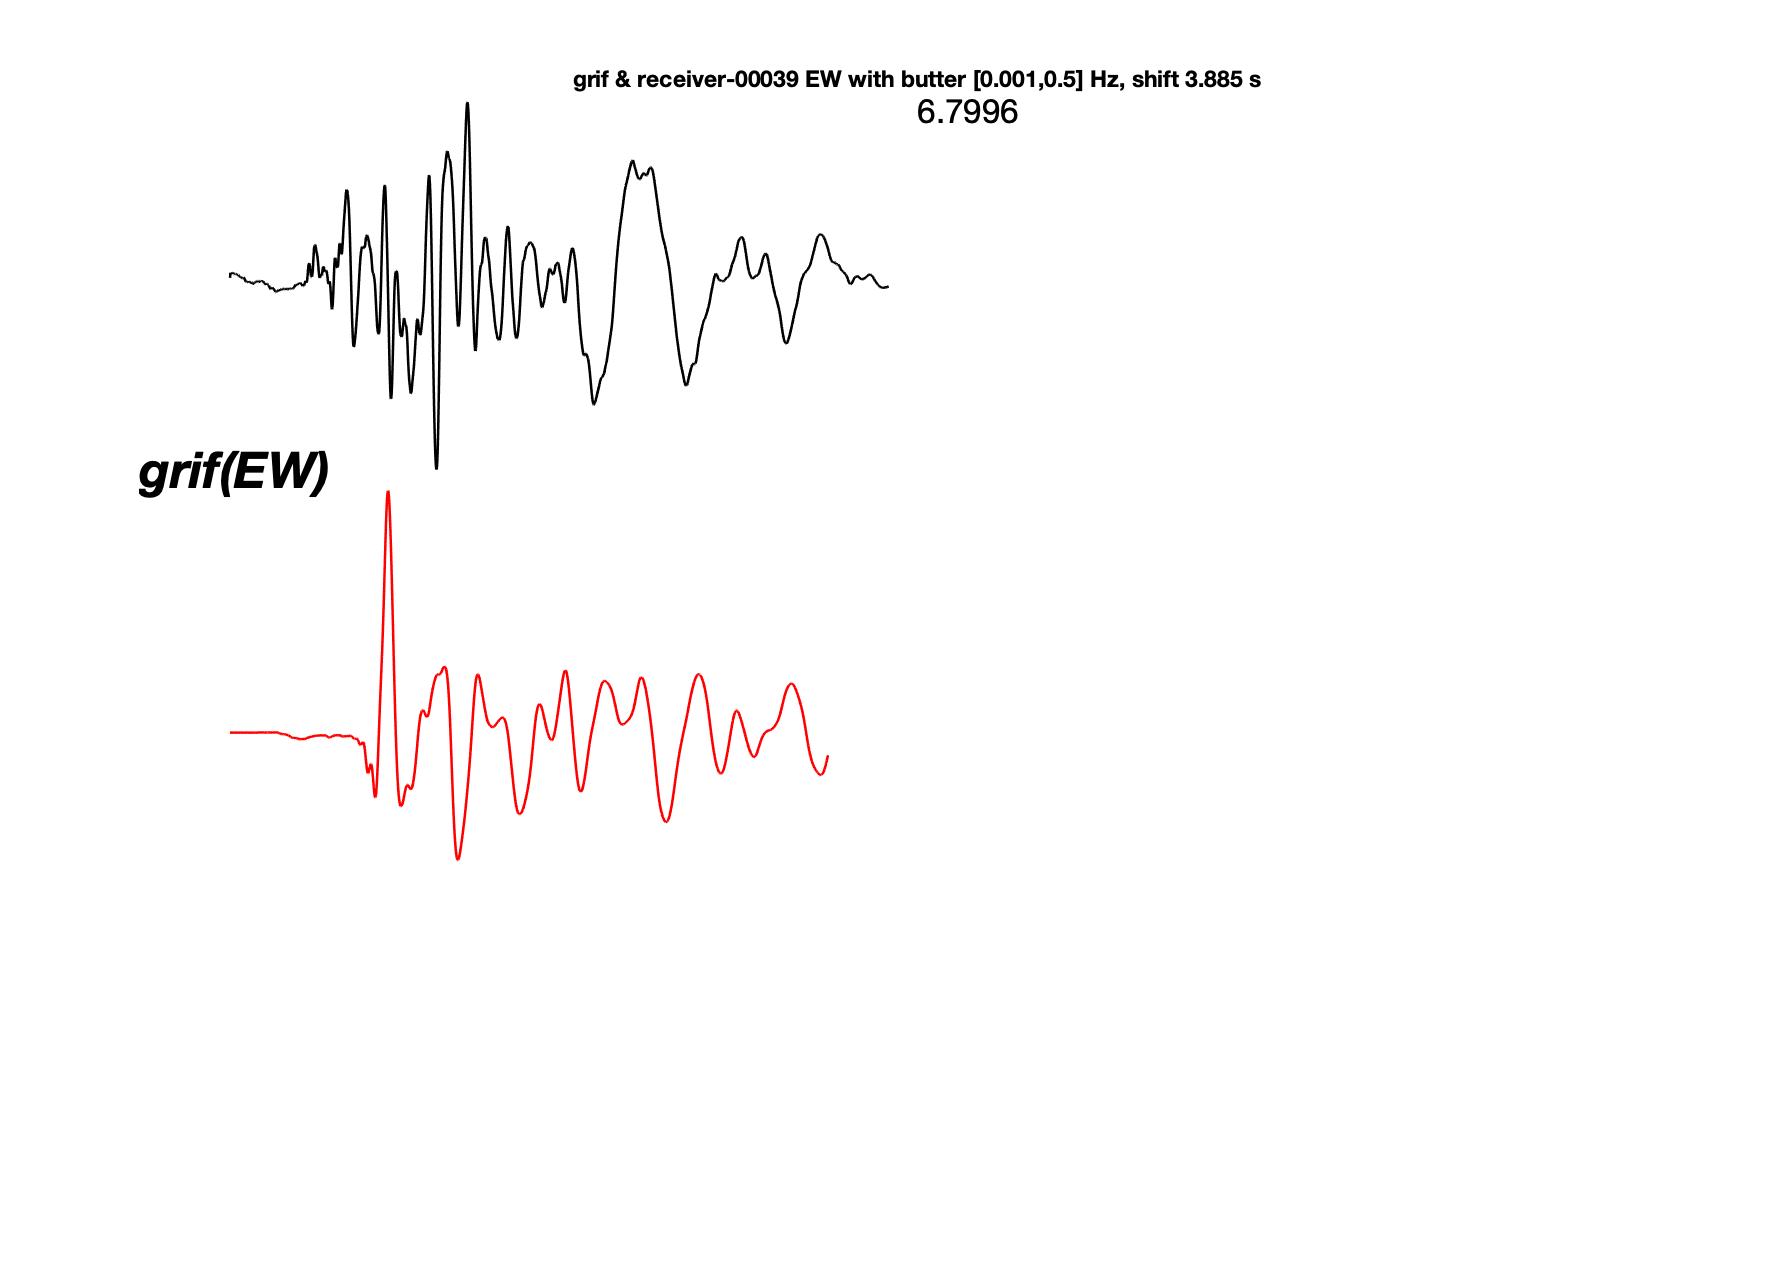 grif & receiver-00039 EW with butter [0.001,0.5] Hz, shift 3.885 s
6.7996
grif(EW)